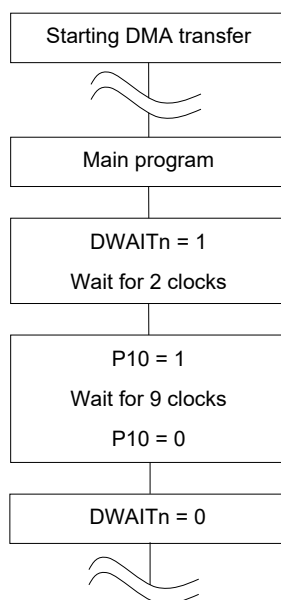 Starting DMA transfer
Main program
DWAITn = 1
Wait for 2 clocks
P10 = 1
Wait for 9 clocks
P10 = 0
DWAITn = 0